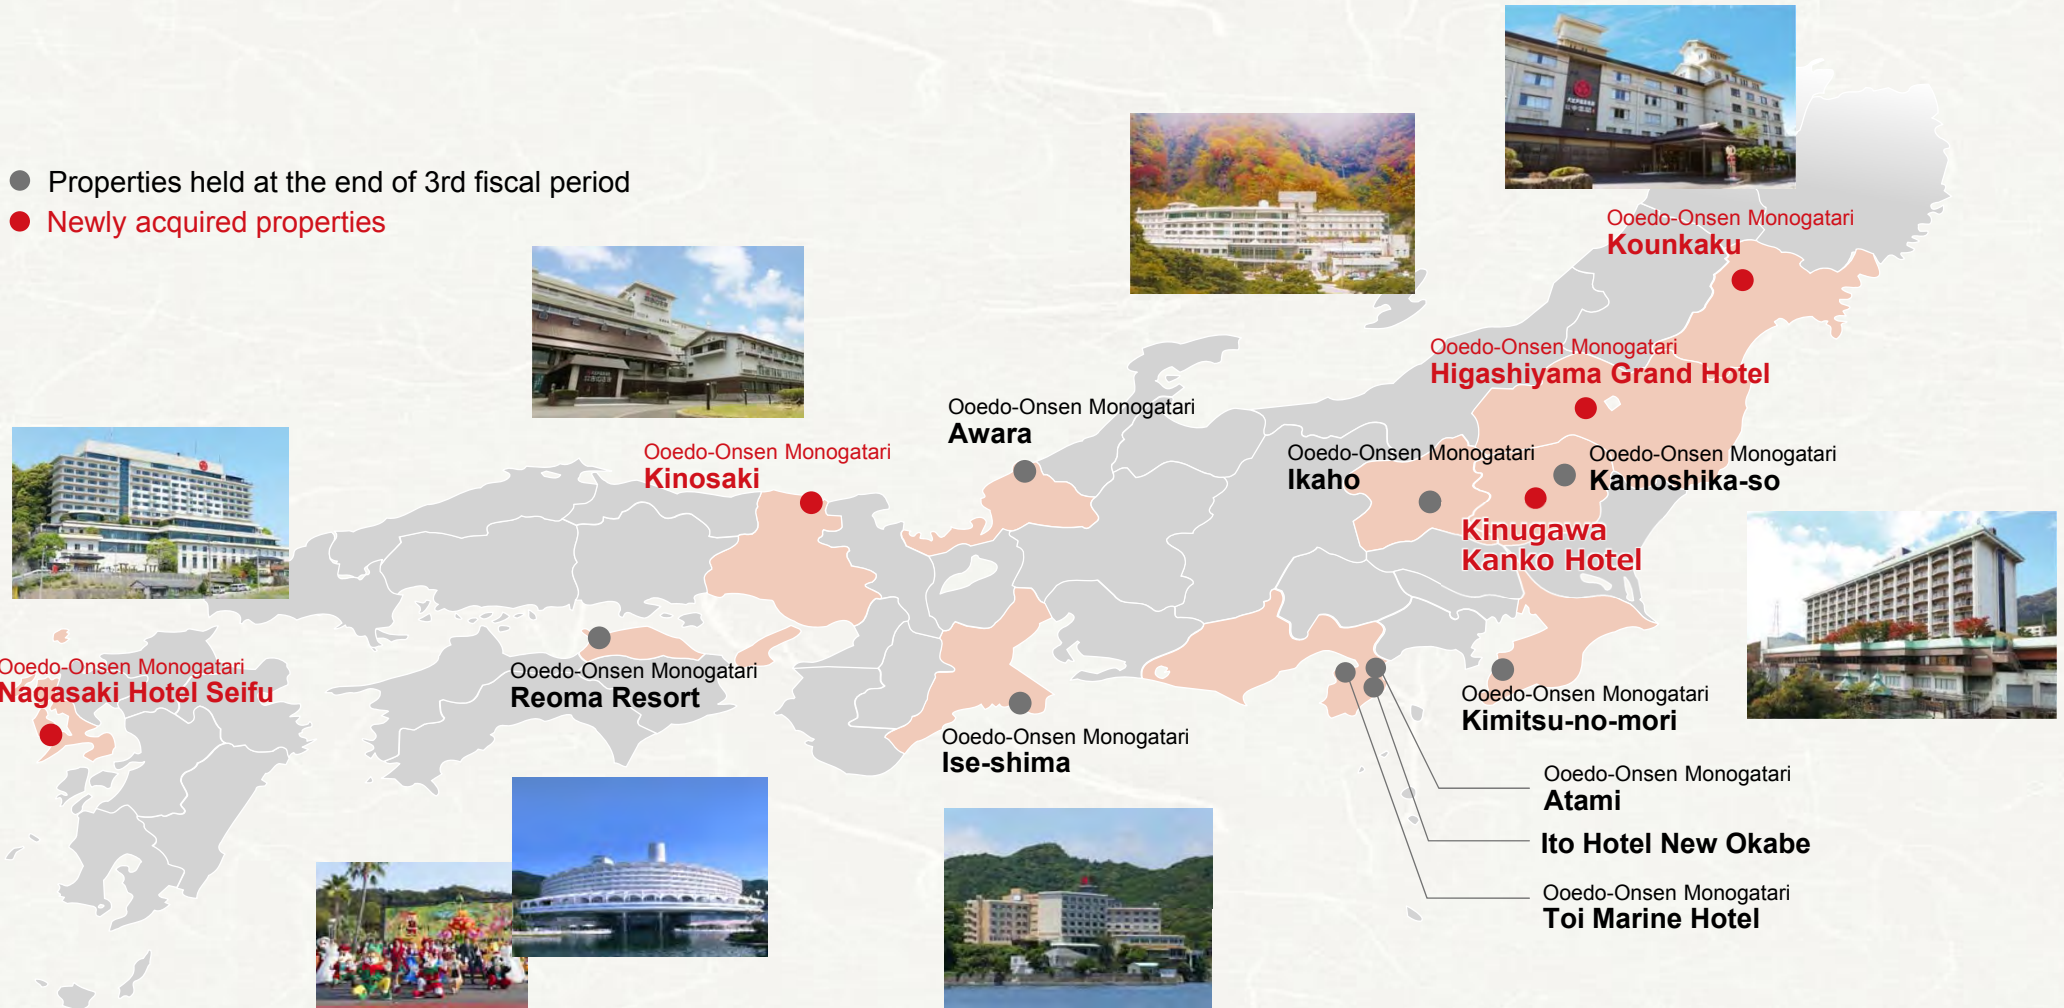 Properties held at the end of 3rd fiscal period
Newly acquired properties
Ooedo-Onsen Monogatari
Kounkaku
Ooedo-Onsen Monogatari
Higashiyama Grand Hotel
Ooedo-Onsen Monogatari
Awara
Ooedo-Onsen Monogatari
Kinosaki
Ooedo-Onsen Monogatari
Ikaho
Ooedo-Onsen Monogatari
Kamoshika-so
Kinugawa
Kanko Hotel
Ooedo-Onsen Monogatari
Nagasaki Hotel Seifu
Ooedo-Onsen Monogatari
Reoma Resort
Ooedo-Onsen Monogatari
Ise-shima
Ooedo-Onsen Monogatari
Kimitsu-no-mori
Ooedo-Onsen Monogatari
Atami
Ito Hotel New Okabe
Ooedo-Onsen Monogatari
Toi Marine Hotel